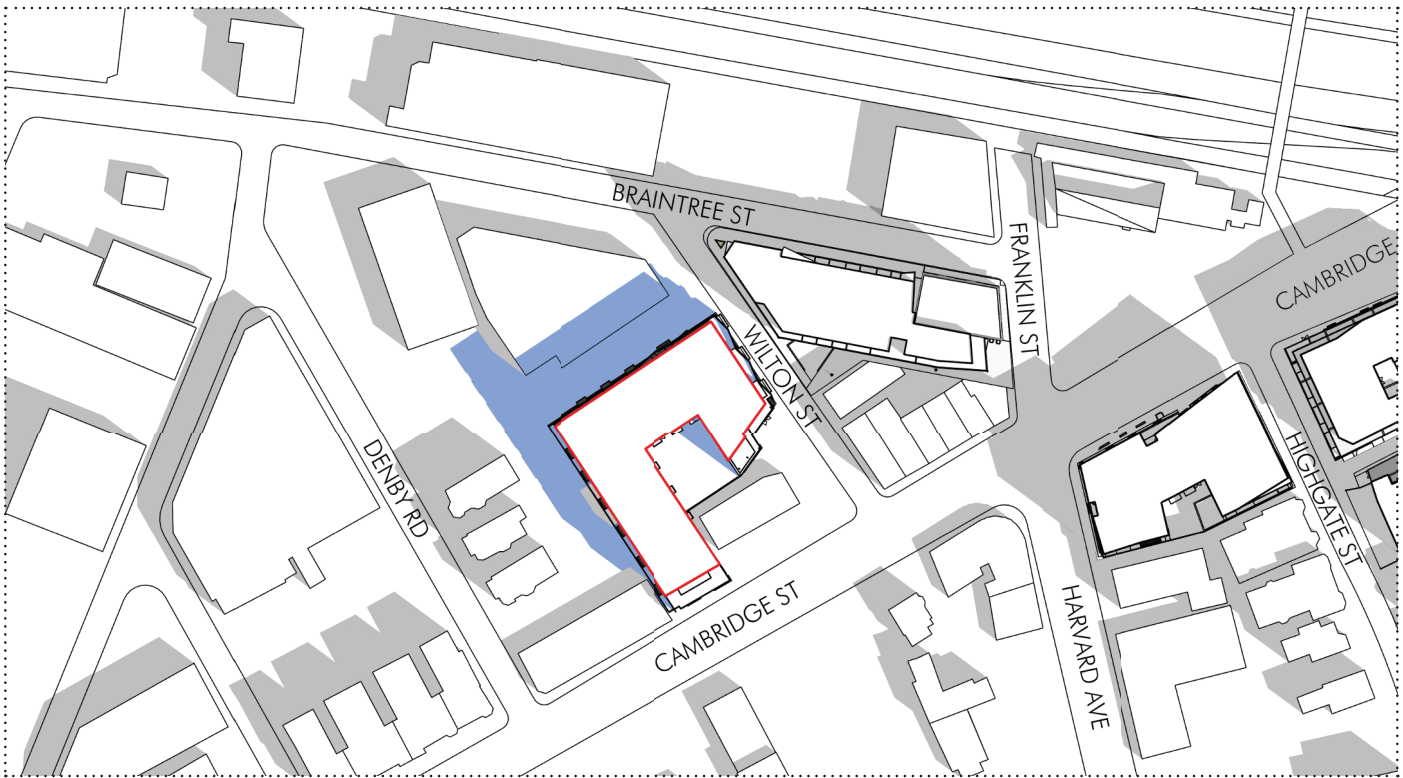 BRAINTREE ST
FRANKLIN ST
CAMBRIDGE
WILTON ST
DENBY RD
HIGHGATE ST
CAMBRIDGE ST
HARVARD AVE